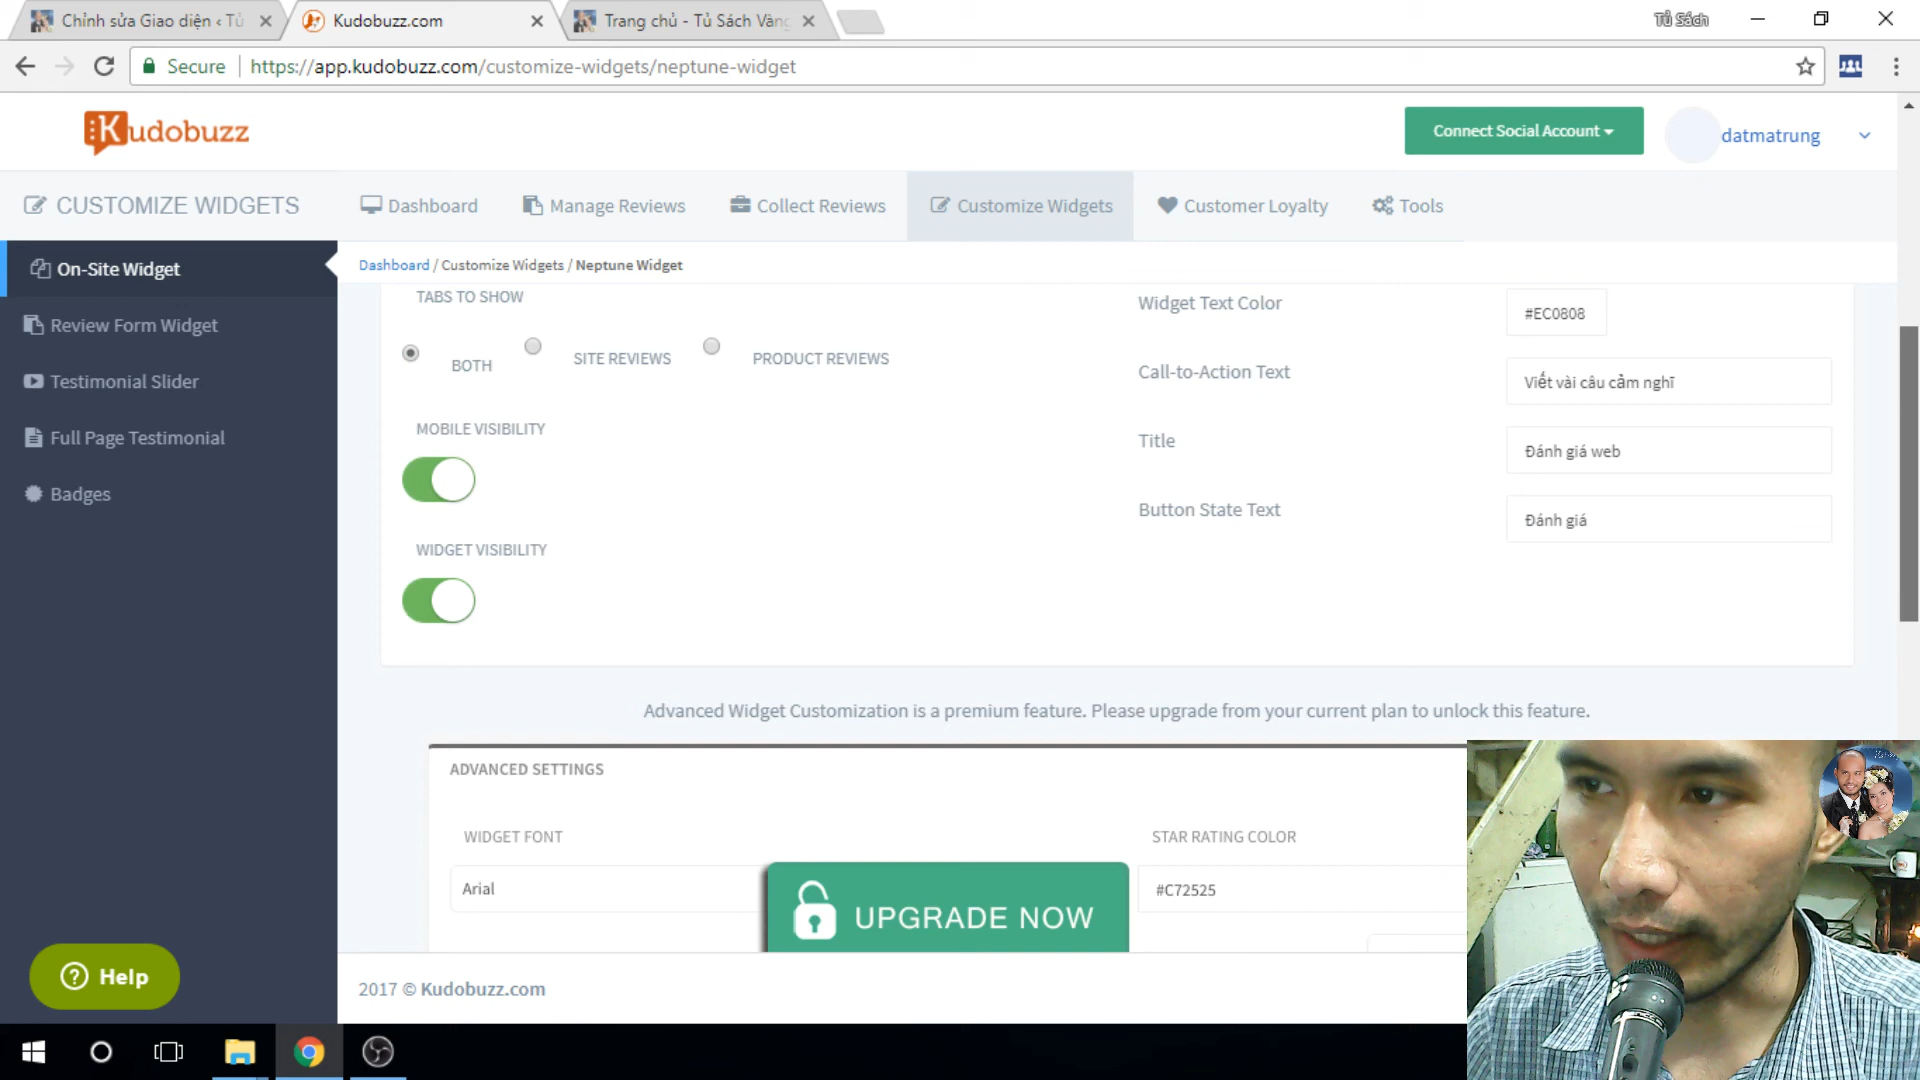 Chỉnh sửa Giao diện ‹ Tủ
Kudobuzz.com
Trang chủ - Tủ Sách Vàng
Tủ Sách
Secure
https://app.kudobuzz.com/customize-widgets/neptune-widget
Kudobuzz
Connect Social Account
datmatrung
CUSTOMIZE WIDGETS
Dashboard
Manage Reviews
Collect Reviews
Customize Widgets
Customer Loyalty
Tools
On-Site Widget
Review Form Widget
Testimonial Slider
Full Page Testimonial
Badges
Dashboard / Customize Widgets / Neptune Widget
TABS TO SHOW
BOTH
SITE REVIEWS
PRODUCT REVIEWS
MOBILE VISIBILITY
WIDGET VISIBILITY
Widget Text Color
#EC0808
Call-to-Action Text
Viết vài câu cảm nghĩ
Title
Đánh giá web
Button State Text
Đánh giá
Advanced Widget Customization is a premium feature. Please upgrade from your current plan to unlock this feature.
ADVANCED SETTINGS
WIDGET FONT
Arial
STAR RATING COLOR
#C72525
UPGRADE NOW
Help
2017 © Kudobuzz.com